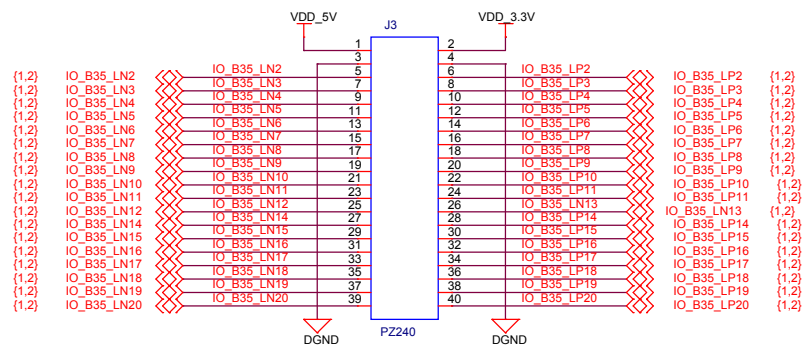 VDD_5V J3 VDD_3.3V
1 2
3 4
{1,2} IO_B35_LN2 IO_B35_LN2 5 6 IO_B35_LP2 IO_B35_LP2 {1,2}
{1,2} IO_B35_LN3 IO_B35_LN3 7 8 IO_B35_LP3 IO_B35_LP3 {1,2}
{1,2} IO_B35_LN4 IO_B35_LN4 9 10 IO_B35_LP4 IO_B35_LP4 {1,2}
{1,2} IO_B35_LN5 IO_B35_LN5 11 12 IO_B35_LP5 IO_B35_LP5 {1,2}
{1,2} IO_B35_LN6 IO_B35_LN6 13 14 IO_B35_LP6 IO_B35_LP6 {1,2}
{1,2} IO_B35_LN7 IO_B35_LN7 15 16 IO_B35_LP7 IO_B35_LP7 {1,2}
{1,2} IO_B35_LN8 IO_B35_LN8 17 18 IO_B35_LP8 IO_B35_LP8 {1,2}
{1,2} IO_B35_LN9 IO_B35_LN9 19 20 IO_B35_LP9 IO_B35_LP9 {1,2}
{1,2} IO_B35_LN10 IO_B35_LN10 21 22 IO_B35_LP10 IO_B35_LP10 {1,2}
{1,2} IO_B35_LN11 IO_B35_LN11 23 24 IO_B35_LP11 IO_B35_LP11 {1,2}
{1,2} IO_B35_LN12 IO_B35_LN12 25 26 IO_B35_LN13 IO_B35_LN13 {1,2}
{1,2} IO_B35_LN14 IO_B35_LN14 27 28 IO_B35_LP14 IO_B35_LP14 {1,2}
{1,2} IO_B35_LN15 IO_B35_LN15 29 30 IO_B35_LP15 IO_B35_LP15 {1,2}
{1,2} IO_B35_LN16 IO_B35_LN16 31 32 IO_B35_LP16 IO_B35_LP16 {1,2}
{1,2} IO_B35_LN17 IO_B35_LN17 33 34 IO_B35_LP17 IO_B35_LP17 {1,2}
{1,2} IO_B35_LN18 IO_B35_LN18 35 36 IO_B35_LP18 IO_B35_LP18 {1,2}
{1,2} IO_B35_LN19 IO_B35_LN19 37 38 IO_B35_LP19 IO_B35_LP19 {1,2}
{1,2} IO_B35_LN20 IO_B35_LN20 39 40 IO_B35_LP20 IO_B35_LP20 {1,2}
DGND PZ240 DGND